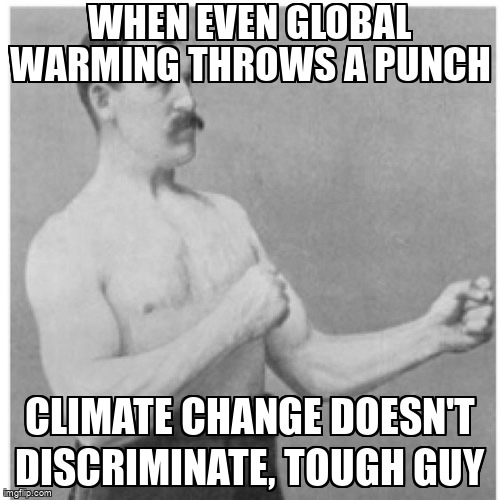 WHEN EVEN GLOBAL
WARMING THROWS A PUNCH
CLIMATE CHANGE DOESN'T
DISCRIMINATE, TOUGH GUY
imgflip.com